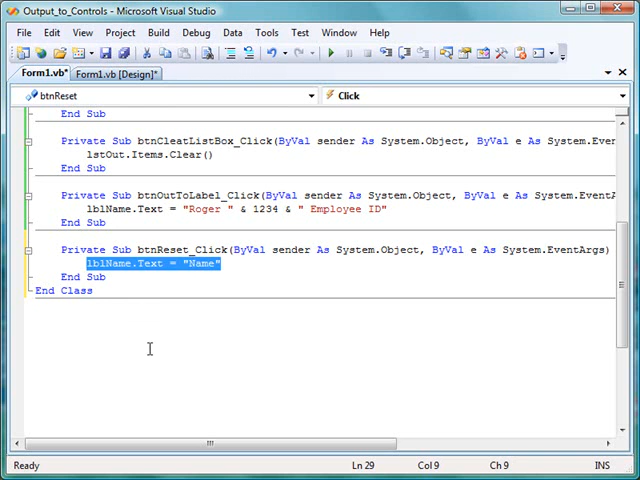 Output_to_Controls - Microsoft Visual Studio
File Edit View Project Build Debug Data Tools Test Window Help
Form1.vb* Form1.vb [Design]*
btnReset Click
End Sub
Private Sub btnCleatListBox_Click(ByVal sender As System.Object, ByVal e As System.Event
lstOut.Items.Clear()
End Sub
Private Sub btnOutToLabel_Click(ByVal sender As System.Object, ByVal e As System.EventA
lblName.Text = "Roger " & 1234 & " Employee ID"
End Sub
Private Sub btnReset_Click(ByVal sender As System.Object, ByVal e As System.EventArgs)
lblName.Text = "Name"
End Sub
End Class
Ready Ln 29 Col 9 Ch 9 INS